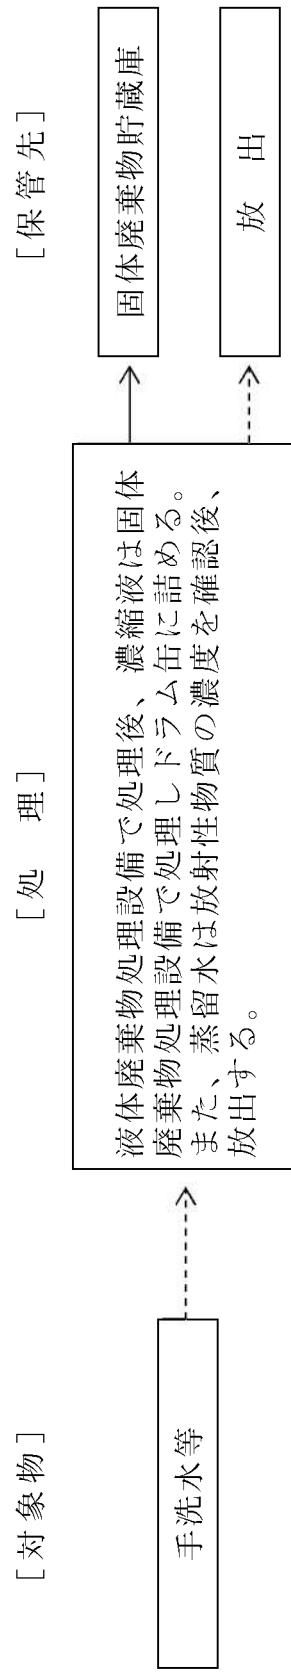 [対象物]
[処　理]
[保管先]
手洗水等
液体廃棄物処理設備で処理後、濃縮液は固体
廃棄物処理設備で処理しドラム缶に詰める。
また、蒸留水は放射性物質の濃度を確認後、
放出する。
固体廃棄物貯蔵庫
放　出